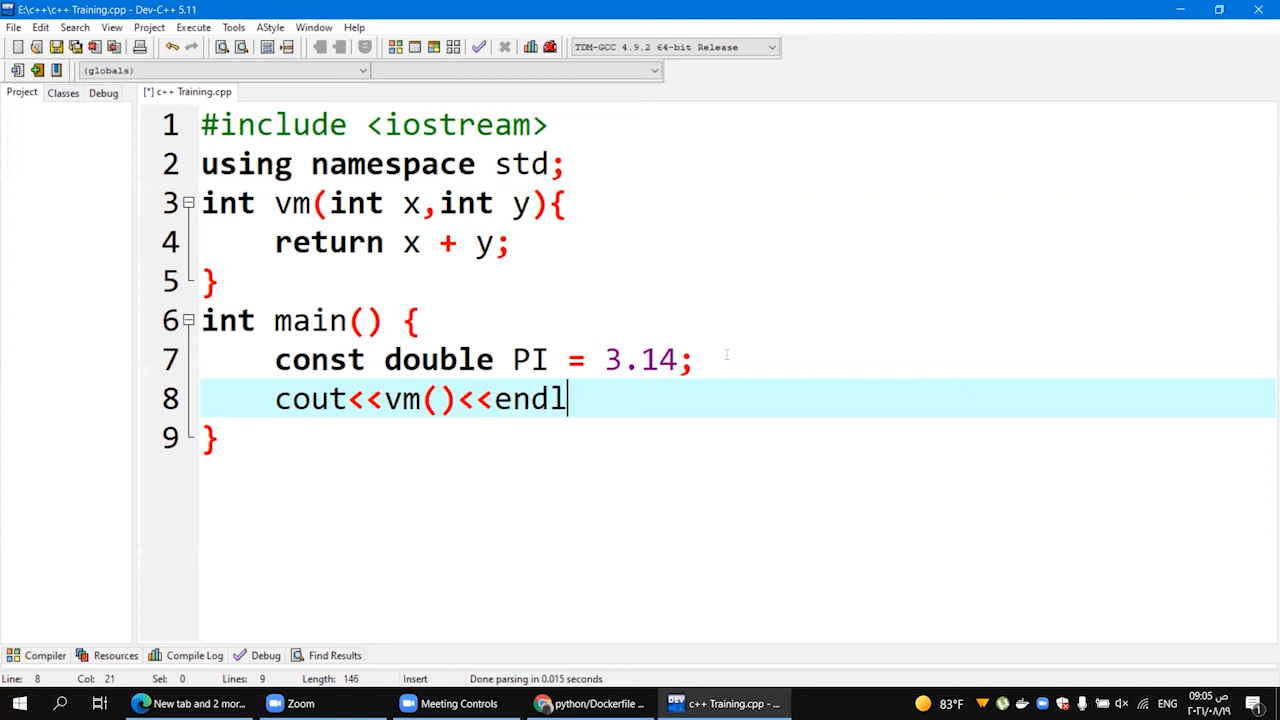 E:\c++\c++ Training.cpp - Dev-C++ 5.11
File Edit Search View Project Execute Tools AStyle Window Help
TDM-GCC 4.9.2 64-bit Release
(globals)
Project Classes Debug
[*] c++ Training.cpp
1 #include <iostream>
2 using namespace std;
3 int vm(int x,int y){
4 return x + y;
5 }
6 int main() {
7 const double PI = 3.14;
8 cout<<vm()<<endl
9 }
Compiler Resources Compile Log Debug Find Results
Line: 8 Col: 21 Sel: 0 Lines: 9 Length: 146 Insert Done parsing in 0.015 seconds
New tab and 2 mor... Zoom Meeting Controls python/Dockerfile ... DEV c++ Training.cpp - ... 83°F ENG
09:05 ص
٢٠٢١/٠٨/١٩